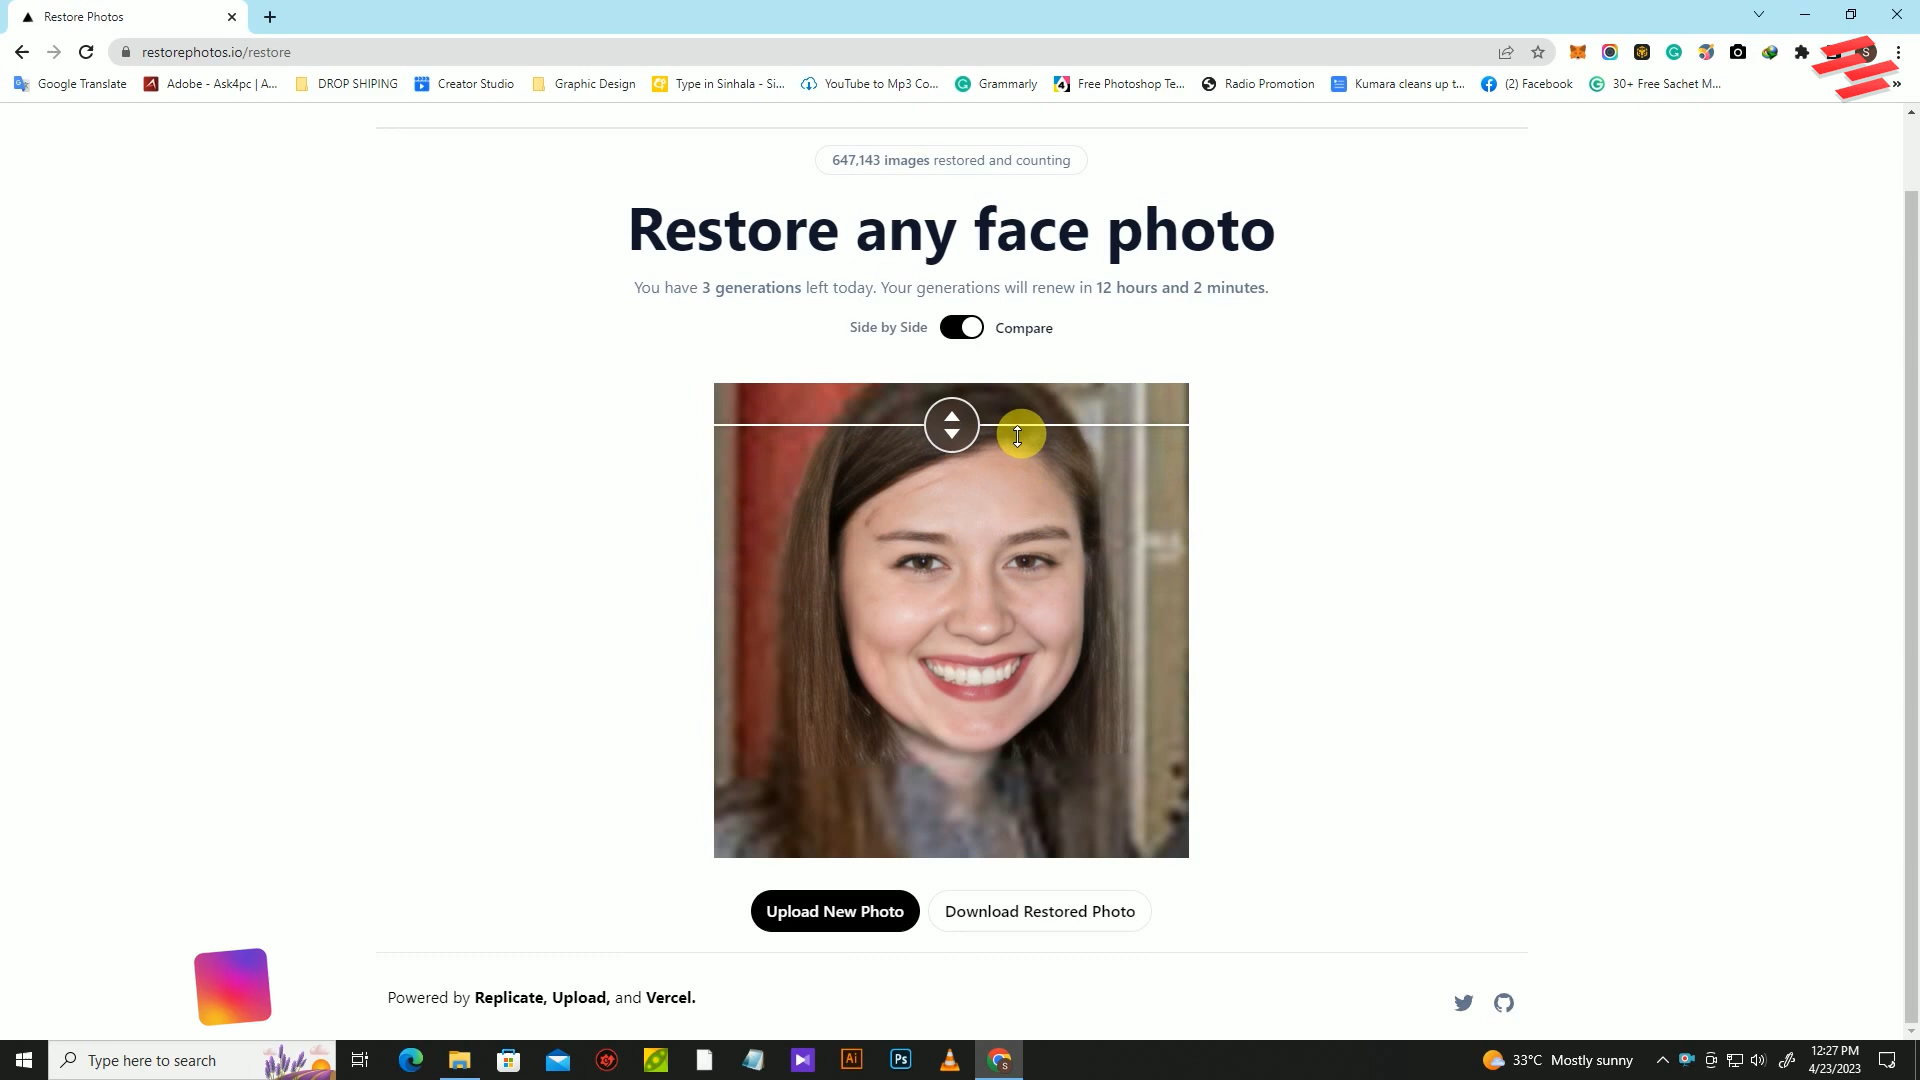 Restore Photos
restorephotos.io/restore
S
Google Translate
Adobe - Ask4pc | A...
DROP SHIPING
Creator Studio
Graphic Design
Type in Sinhala - Si...
YouTube to Mp3 Co...
Grammarly
Free Photoshop Te...
Radio Promotion
Kumara cleans up t...
(2) Facebook
30+ Free Sachet M...
»
647,143 images restored and counting
Restore any face photo
You have 3 generations left today. Your generations will renew in 12 hours and 2 minutes.
Side by Side
Compare
Upload New Photo
Download Restored Photo
Powered by Replicate, Upload, and Vercel.
Type here to search
Ai
Ps
S
33°C Mostly sunny
12:27 PM
4/23/2023